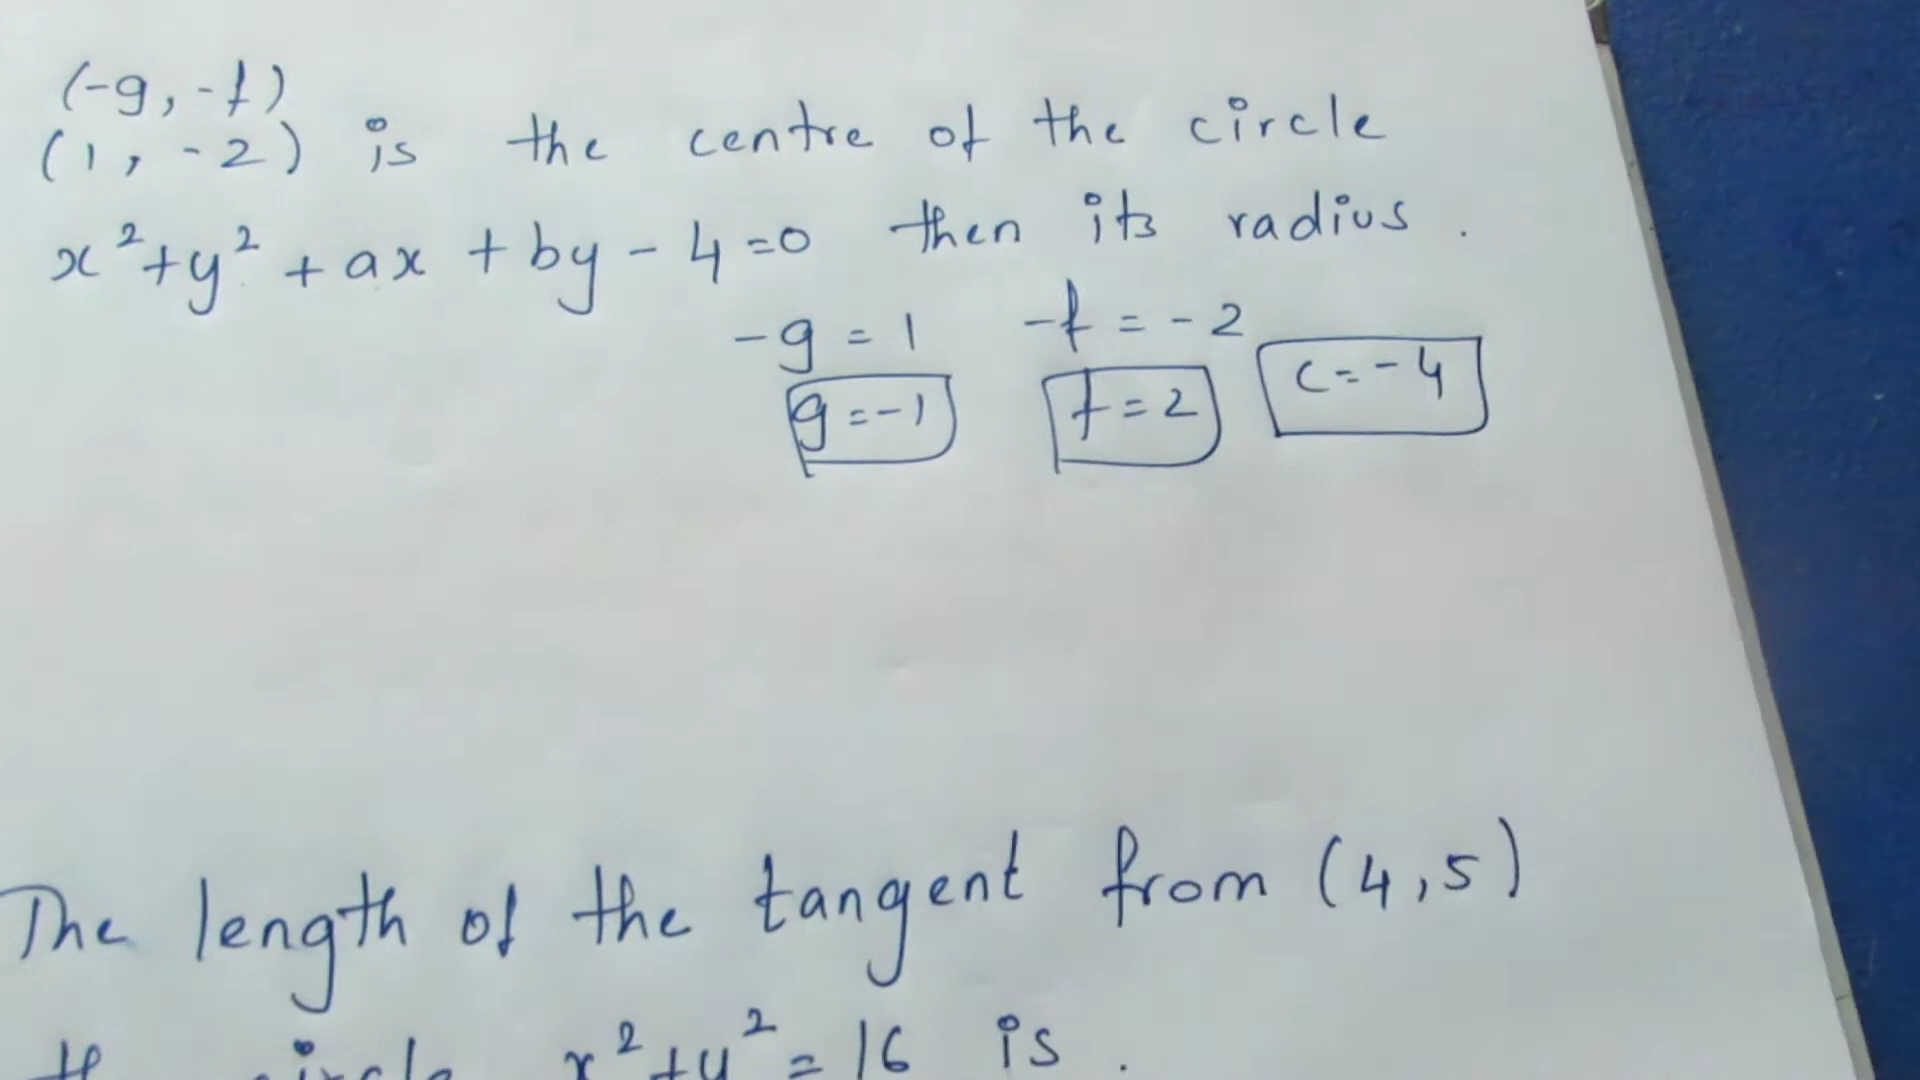 (-g, -f)
(1, -2) is the centre of the circle
x²+y² + ax + by - 4 =0 then its radius .
-g = 1 -f = - 2
g = -1 f = 2 c = - 4
The length of the tangent from (4,5)
circle x²+y² = 16 is .